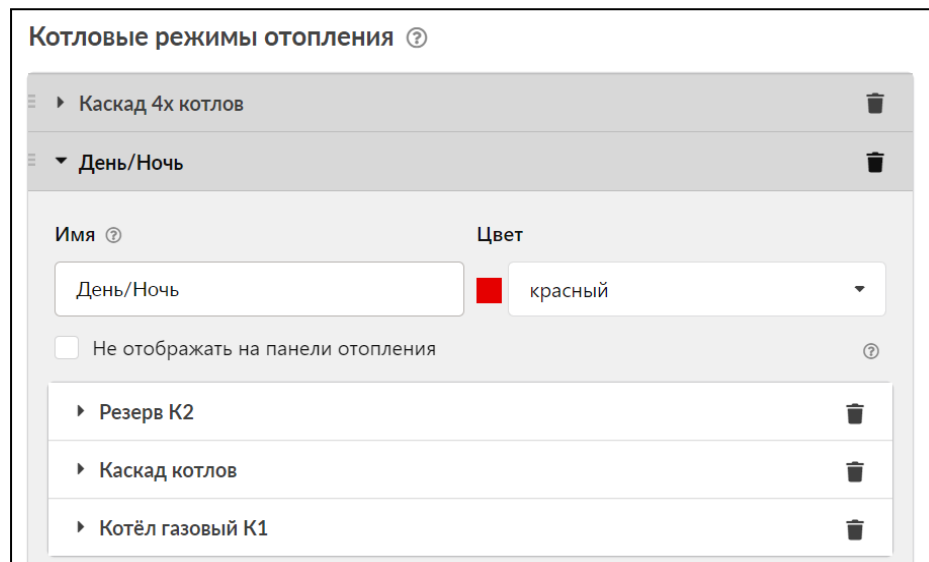 Котловые режимы отопления ?
Каскад 4х котлов
День/Ночь
Имя ? Цвет
День/Ночь красный
Не отображать на панели отопления ?
Резерв К2
Каскад котлов
Котёл газовый К1